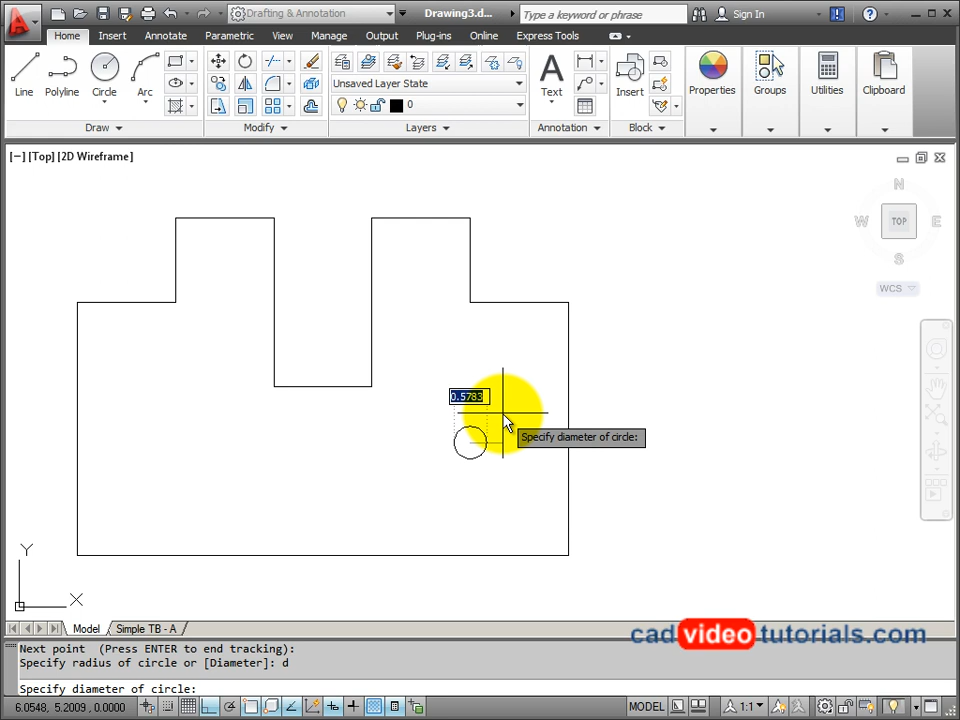 Drafting & Annotation
Drawing3.d...
Type a keyword or phrase
Sign In
Home Insert Annotate Parametric View Manage Output Plug-ins Online Express Tools
Line Polyline Circle Arc
Draw
Modify
Unsaved Layer State
0
Layers
Text
Annotation
Insert
Block
Properties
Groups
Utilities
Clipboard
[−] [Top] [2D Wireframe]
N
W TOP E
S
WCS
0.5783
Specify diameter of circle:
Y
X
Model Simple TB - A
cad video tutorials.com
Next point (Press ENTER to end tracking):
Specify radius of circle or [Diameter]: d
Specify diameter of circle:
6.0548, 5.2009, 0.0000
MODEL
1:1